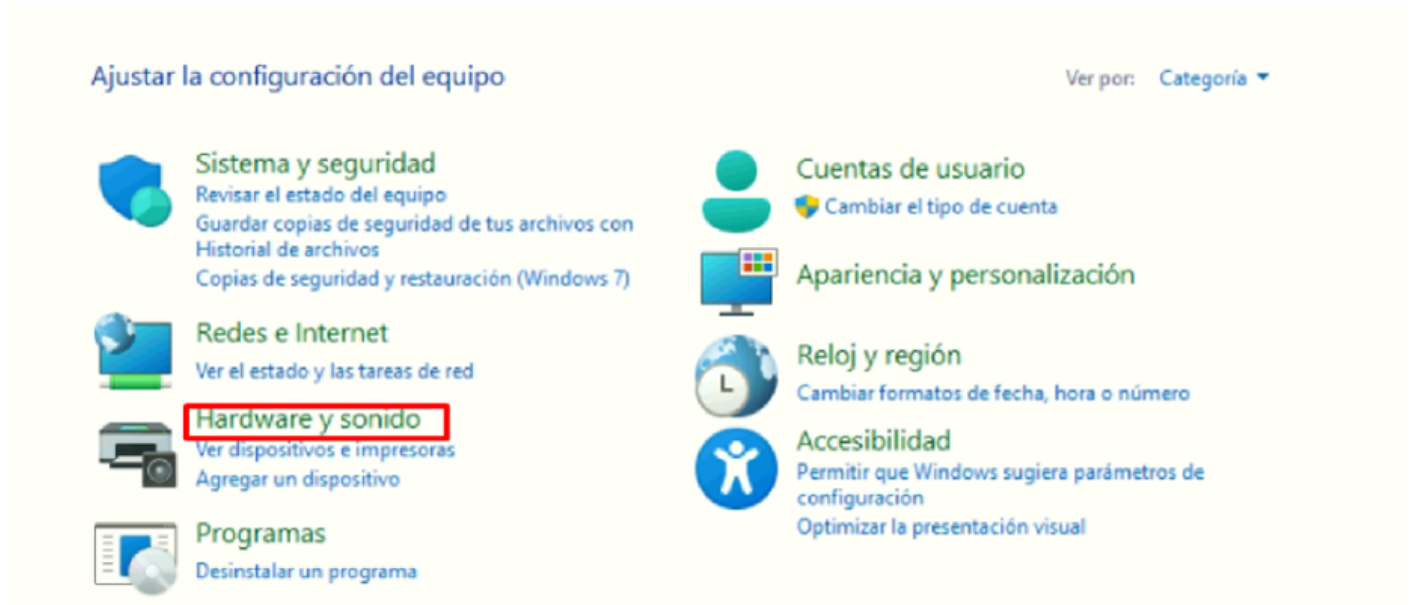 Ajustar la configuración del equipo
Ver por: Categoría
Sistema y seguridad
Revisar el estado del equipo
Guardar copias de seguridad de tus archivos con
Historial de archivos
Copias de seguridad y restauración (Windows 7)
Redes e Internet
Ver el estado y las tareas de red
Hardware y sonido
Ver dispositivos e impresoras
Agregar un dispositivo
Programas
Desinstalar un programa
Cuentas de usuario
Cambiar el tipo de cuenta
Apariencia y personalización
Reloj y región
Cambiar formatos de fecha, hora o número
Accesibilidad
Permitir que Windows sugiera parámetros de
configuración
Optimizar la presentación visual